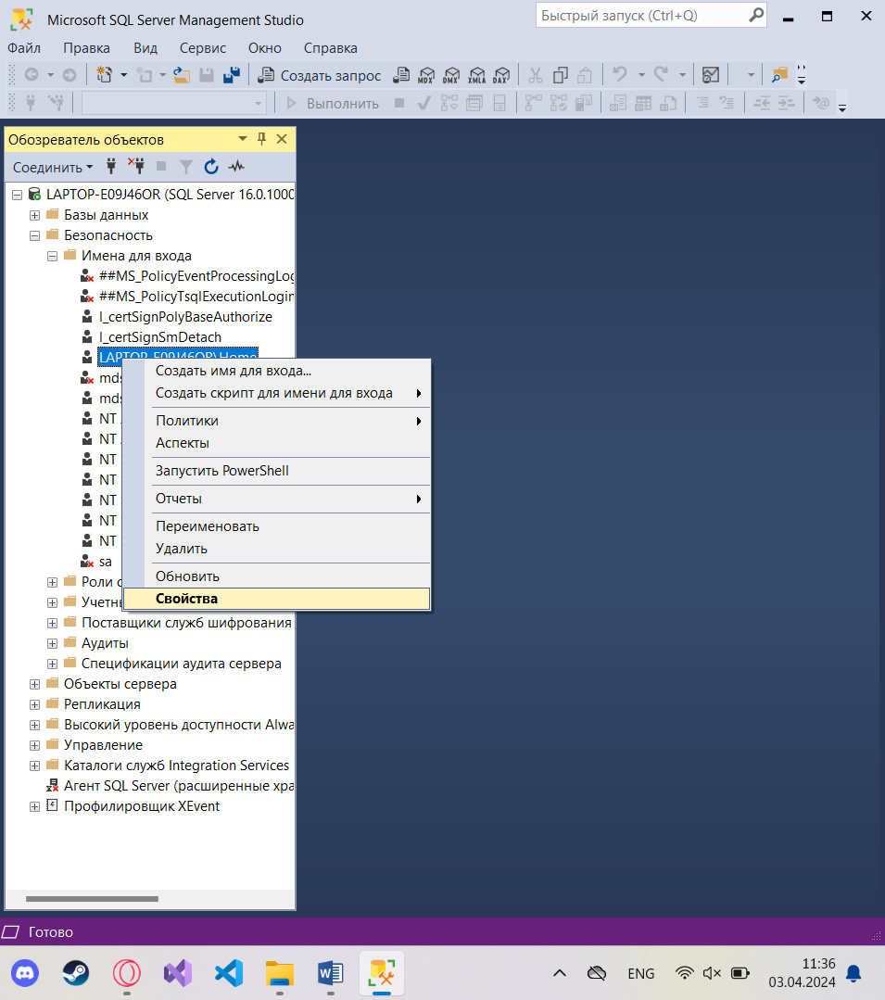 Microsoft SQL Server Management Studio
Быстрый запуск (Ctrl+Q)
Файл Правка Вид Сервис Окно Справка
Создать запрос MDX DMX XMLA DAX
Выполнить
Обозреватель объектов
Соединить
LAPTOP-E09J46OR (SQL Server 16.0.1000
Базы данных
Безопасность
Имена для входа
##MS_PolicyEventProcessingLog
##MS_PolicyTsqlExecutionLogin
l_certSignPolyBaseAuthorize
l_certSignSmDetach
LAPTOP-E09J46OR\Home
mds
mds
NT
NT
NT
NT
NT
NT
NT
sa
Роли с
Учетн
Поставщики служб шифрования
Аудиты
Спецификации аудита сервера
Объекты сервера
Репликация
Высокий уровень доступности Alwa
Управление
Каталоги служб Integration Services
Агент SQL Server (расширенные хра
Профилировщик XEvent
Создать имя для входа...
Создать скрипт для имени для входа
Политики
Аспекты
Запустить PowerShell
Отчеты
Переименовать
Удалить
Обновить
Свойства
Готово
ENG
11:36
03.04.2024